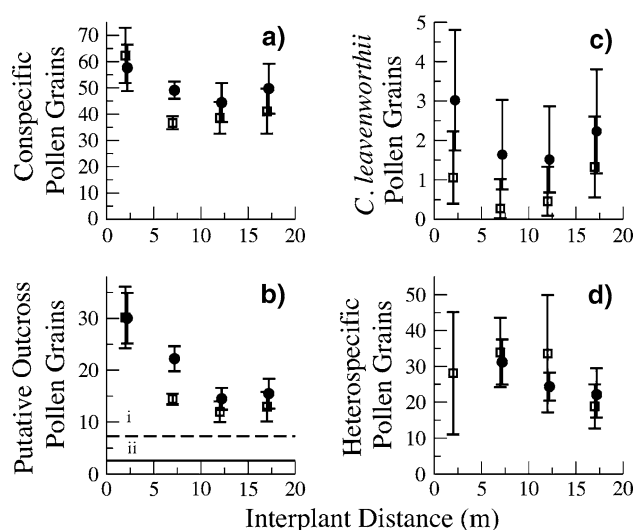 a)
Conspecific
Pollen Grains
70
60
50
40
30
20
10
0
0 5 10 15 20
c)
C. leavenworthii
Pollen Grains
5
4
3
2
1
0
0 5 10 15 20
b)
Putative Outcross
Pollen Grains
40
30
20
10
0
i
ii
0 5 10 15 20
d)
Heterospecific
Pollen Grains
50
40
30
20
10
0
0 5 10 15 20
Interplant Distance (m)